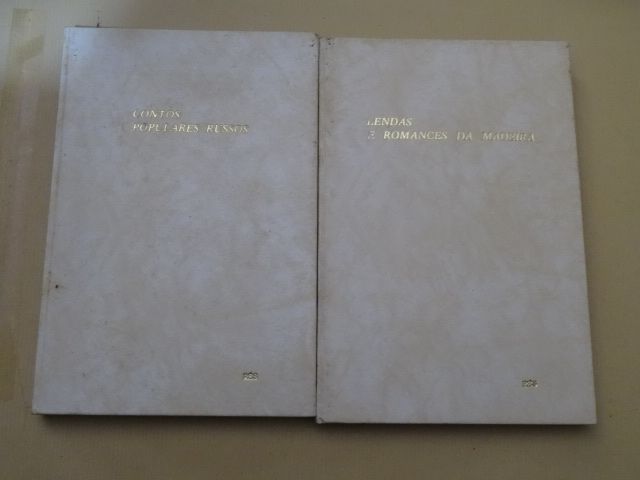 CONTOS
POPULARES RUSSOS
LENDAS
E ROMANCES DA MADEIRA